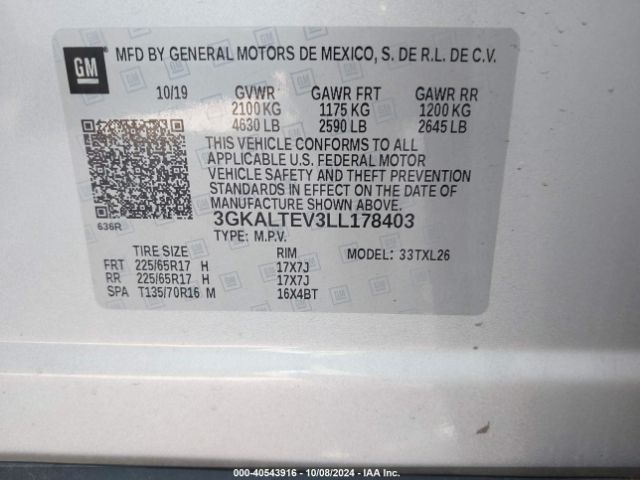 GM
MFD BY GENERAL MOTORS DE MEXICO, S. DE R.L. DE C.V.
10/19 GVWR GAWR FRT GAWR RR
2100 KG 1175 KG 1200 KG
4630 LB 2590 LB 2645 LB
THIS VEHICLE CONFORMS TO ALL
APPLICABLE U.S. FEDERAL MOTOR
VEHICLE SAFETY AND THEFT PREVENTION
STANDARDS IN EFFECT ON THE DATE OF
MANUFACTURE SHOWN ABOVE.
636R 3GKALTEV3LL178403
TYPE: M.P.V.
TIRE SIZE RIM MODEL: 33TXL26
FRT 225/65R17 H 17X7J
RR 225/65R17 H 17X7J
SPA T135/70R16 M 16X4BT
000-40543916 - 10/08/2024 - IAAI.COM